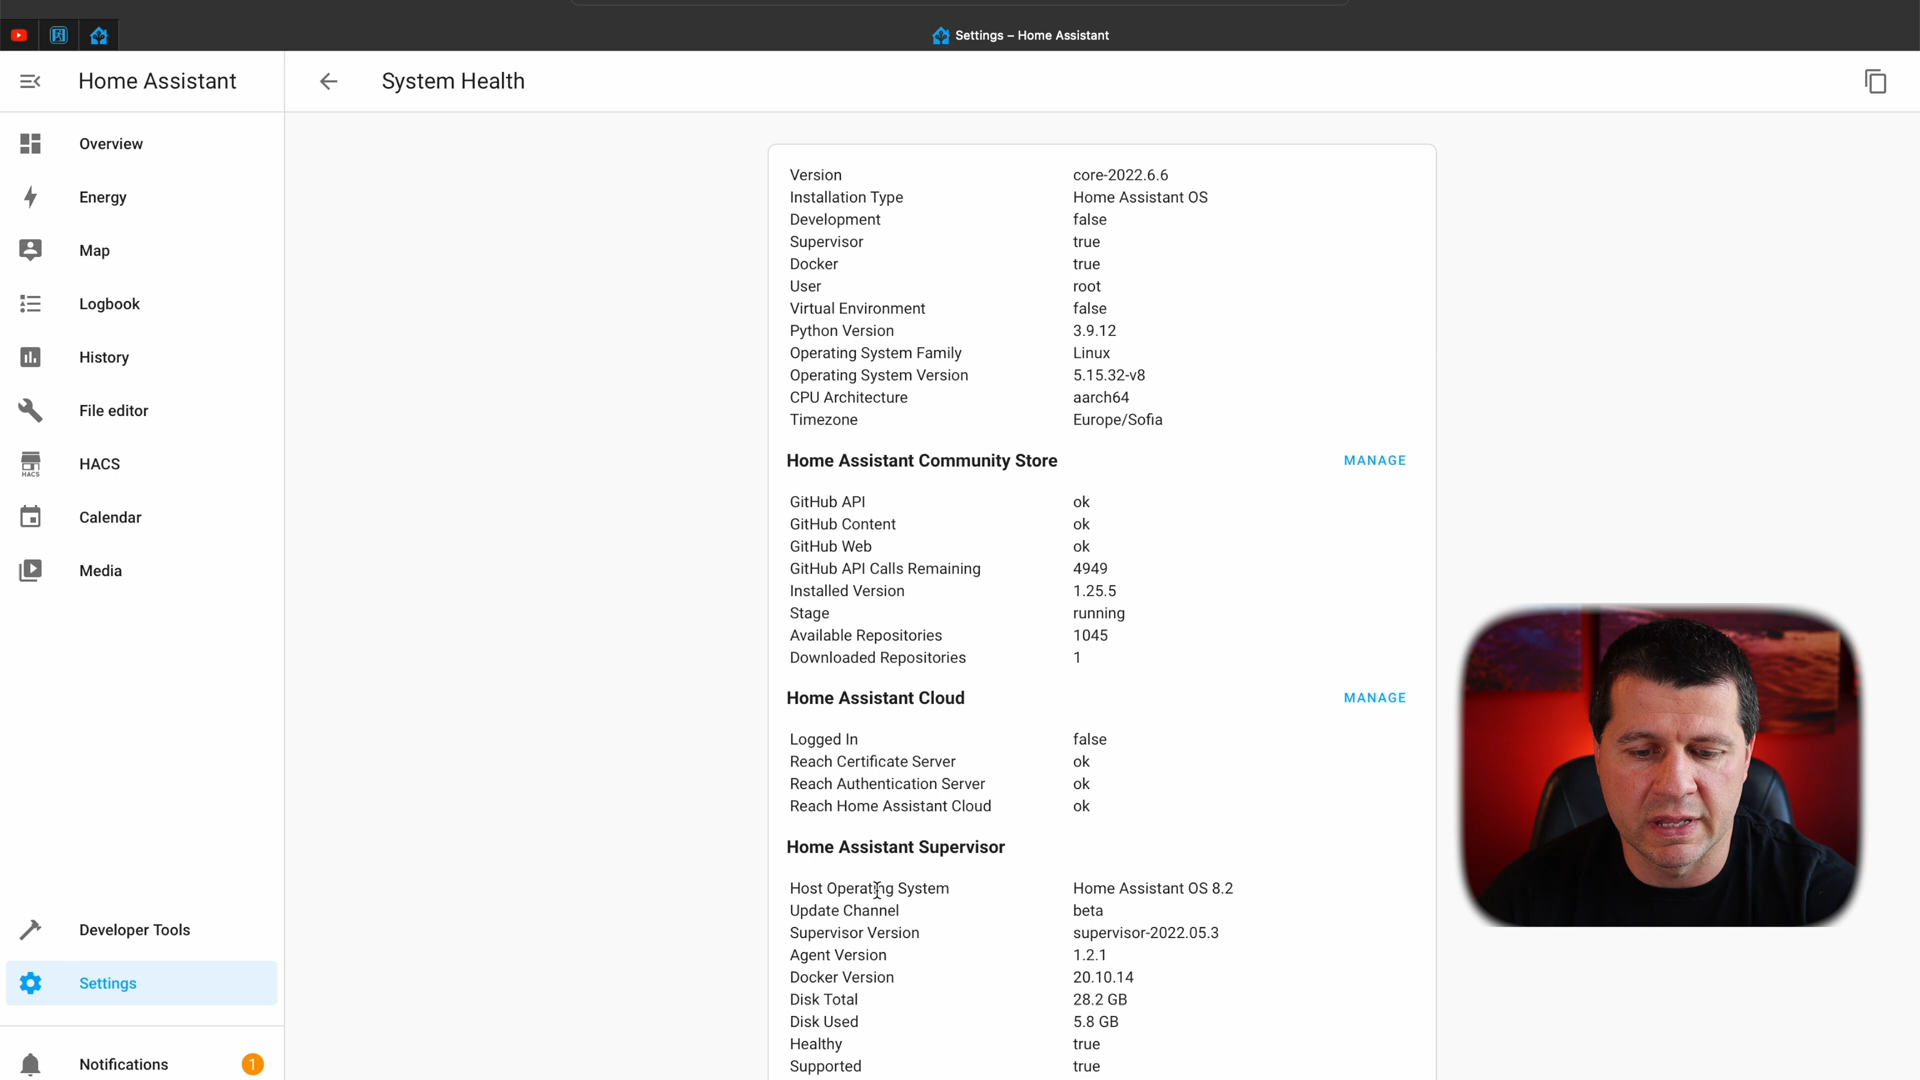 Settings – Home Assistant
Home Assistant
System Health
Overview
Energy
Map
Logbook
History
File editor
HACS
HACS
Calendar
Media
Developer Tools
Settings
Notifications 1
Version core-2022.6.6
Installation Type Home Assistant OS
Development false
Supervisor true
Docker true
User root
Virtual Environment false
Python Version 3.9.12
Operating System Family Linux
Operating System Version 5.15.32-v8
CPU Architecture aarch64
Timezone Europe/Sofia
Home Assistant Community Store MANAGE
GitHub API ok
GitHub Content ok
GitHub Web ok
GitHub API Calls Remaining 4949
Installed Version 1.25.5
Stage running
Available Repositories 1045
Downloaded Repositories 1
Home Assistant Cloud MANAGE
Logged In false
Reach Certificate Server ok
Reach Authentication Server ok
Reach Home Assistant Cloud ok
Home Assistant Supervisor
Host Operating System Home Assistant OS 8.2
Update Channel beta
Supervisor Version supervisor-2022.05.3
Agent Version 1.2.1
Docker Version 20.10.14
Disk Total 28.2 GB
Disk Used 5.8 GB
Healthy true
Supported true